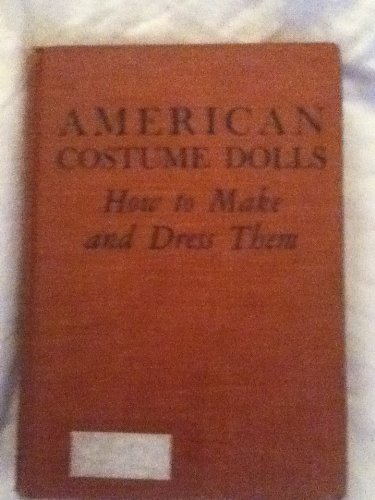 AMERICAN
COSTUME DOLLS
How to Make
and Dress Them